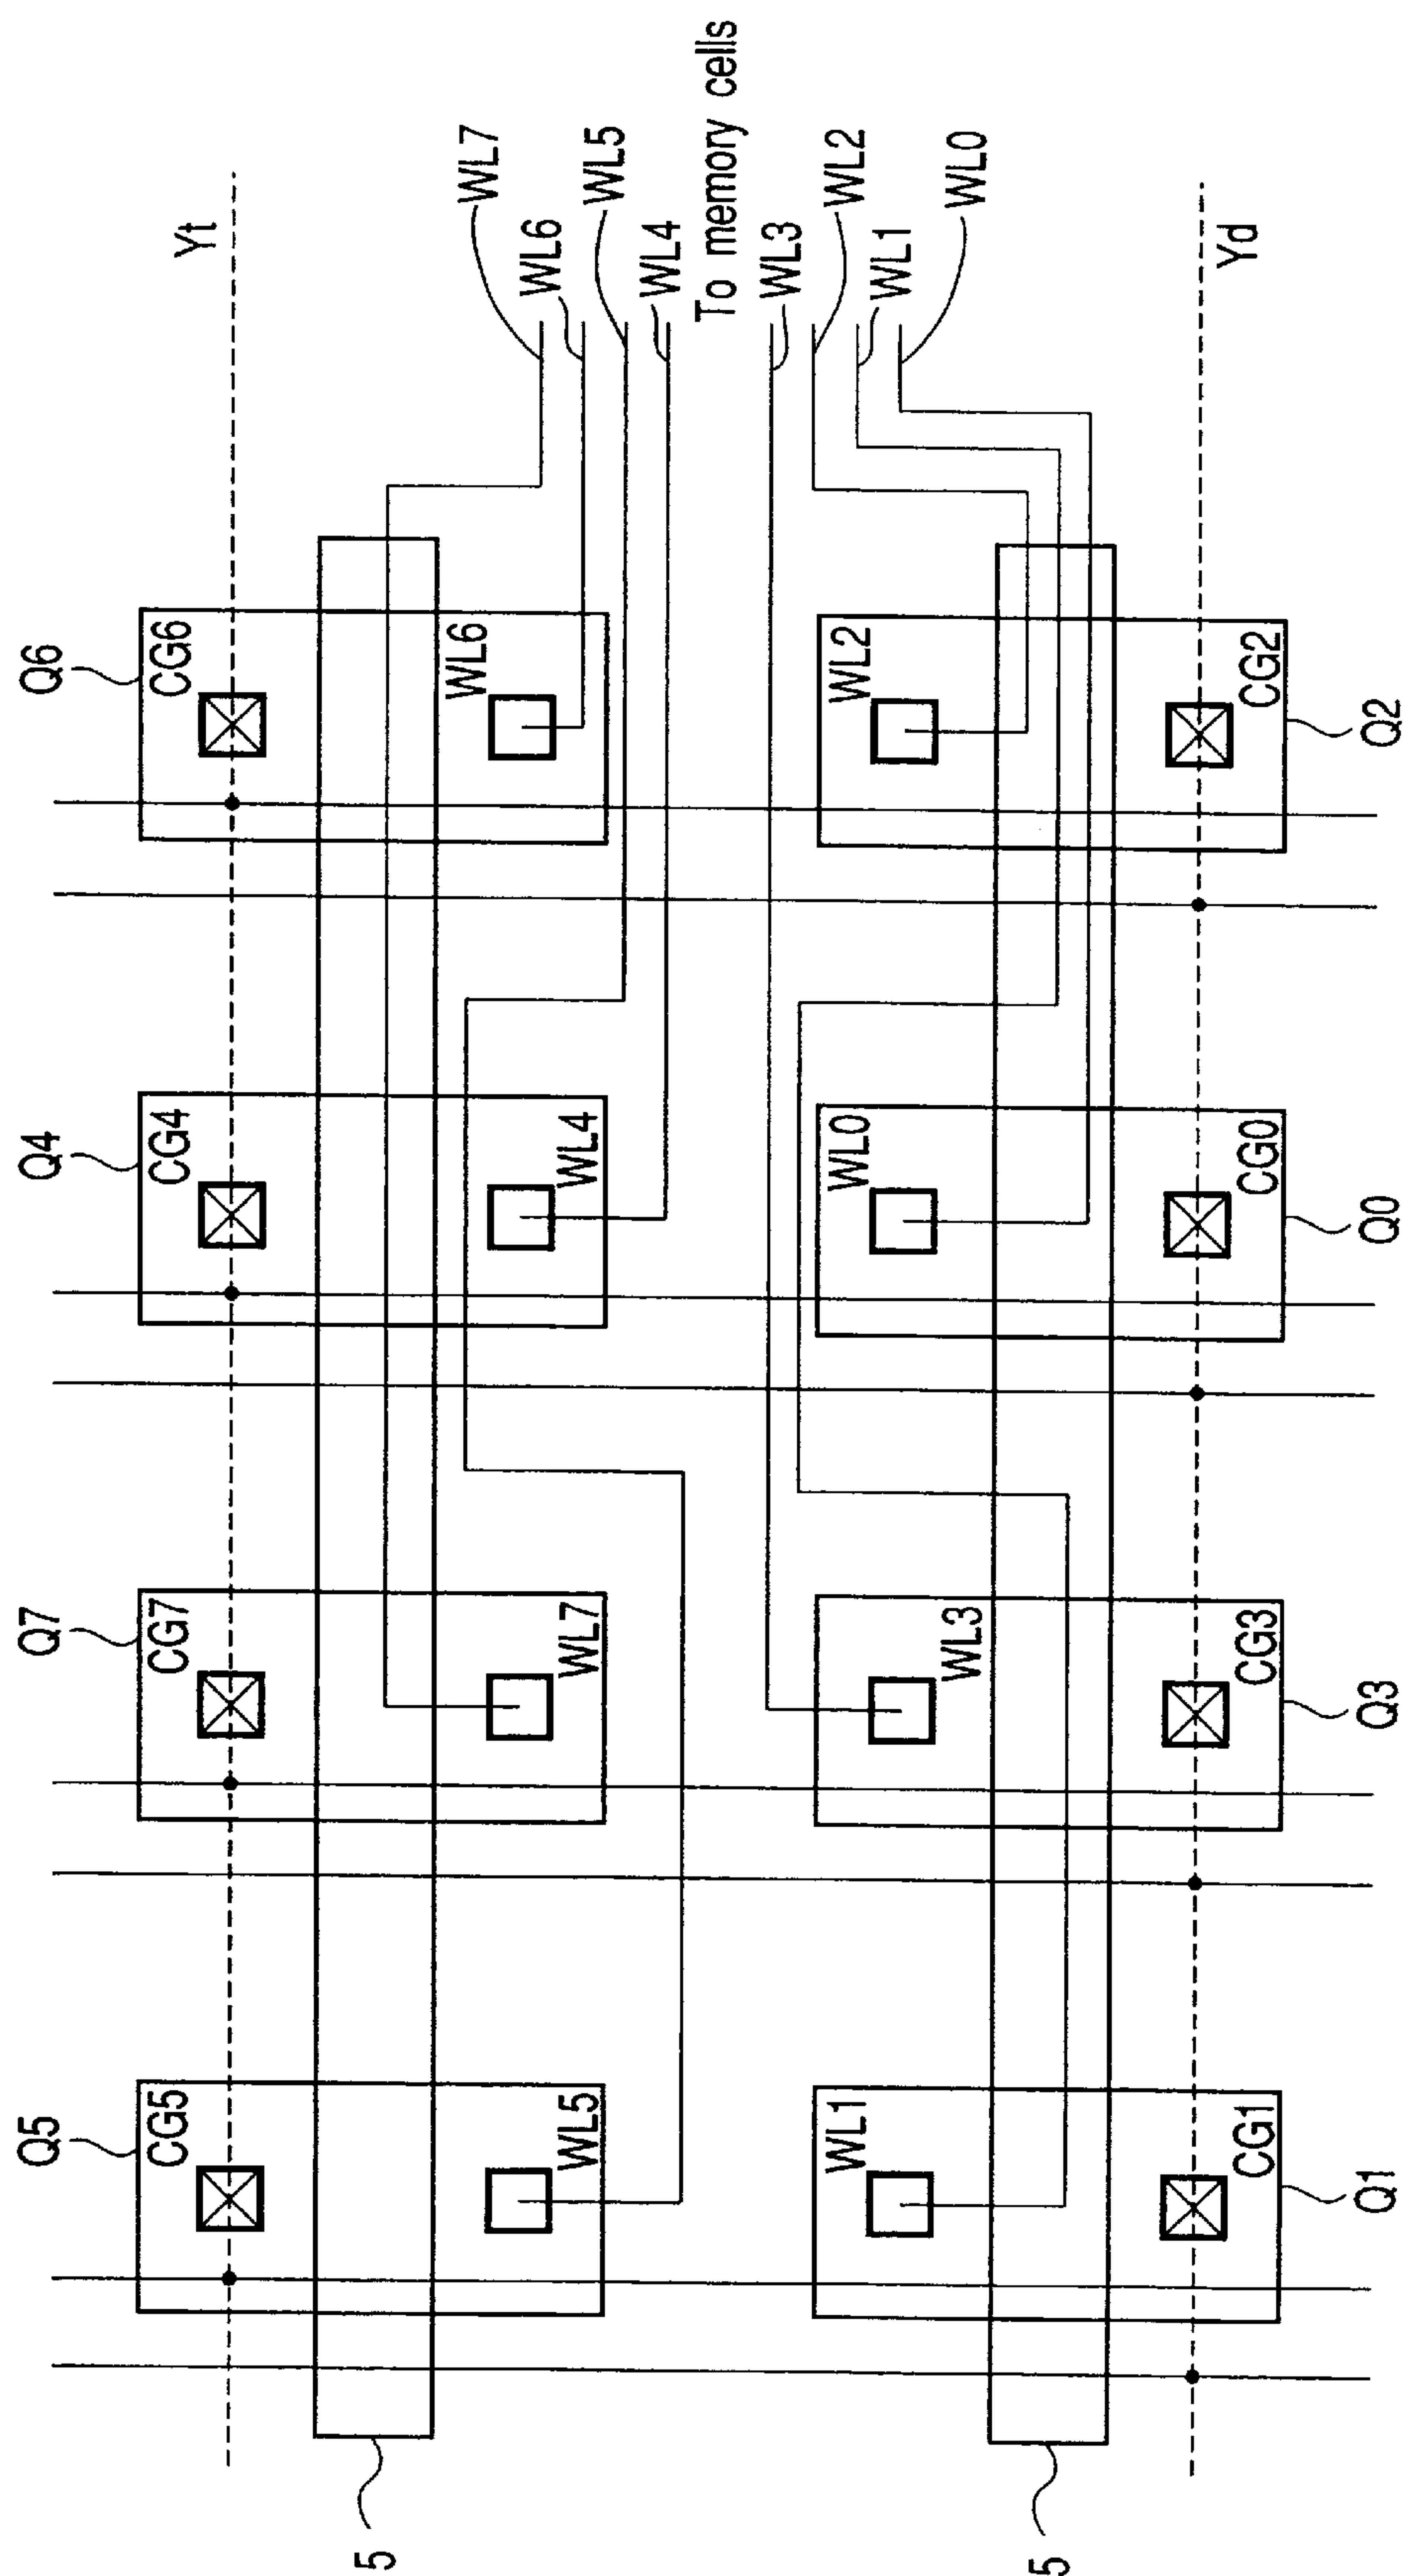 Q5
Q7
Q4
Q6
CG5
CG7
CG4
CG6
Yt
5
WL5
WL7
WL4
WL6
WL7
WL6
WL5
WL4
To memory cells
WL3
WL2
WL1
WL0
WL1
WL3
WL0
WL2
5
CG1
CG3
CG0
CG2
Yd
Q1
Q3
Q0
Q2